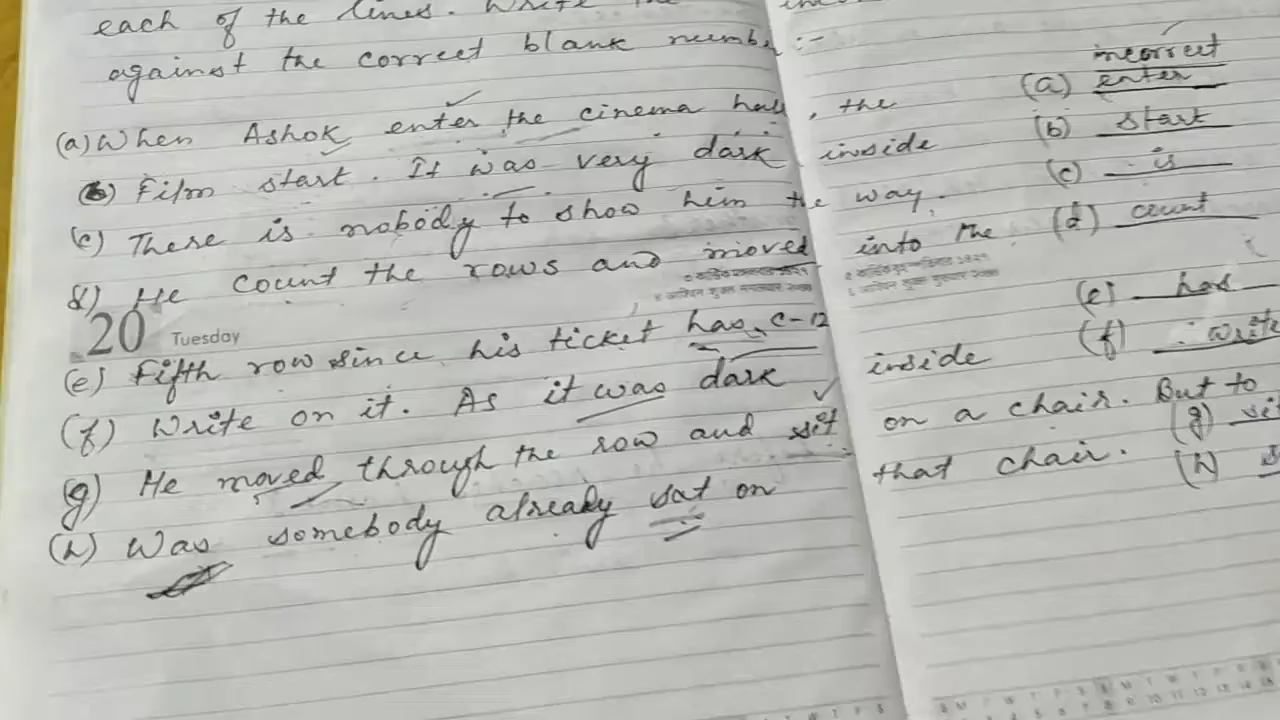 each of the lines. Write the
against the correct blank number :-
incorrect
(a) When Ashok enter the cinema hall, the (a) enter
(b) Film start. It was very dark inside (b) start
(c) There is nobody to show him the way. (c) is
d) He count the rows and moved into the (d) count
20 Tuesday
(e) Fifth row since his ticket has C-12 (e) has
(f) Write on it. As it was dark inside (f) write
(g) He moved through the row and sit on a chair. But to (g)
(h) Was somebody already sat on that chair. (h)